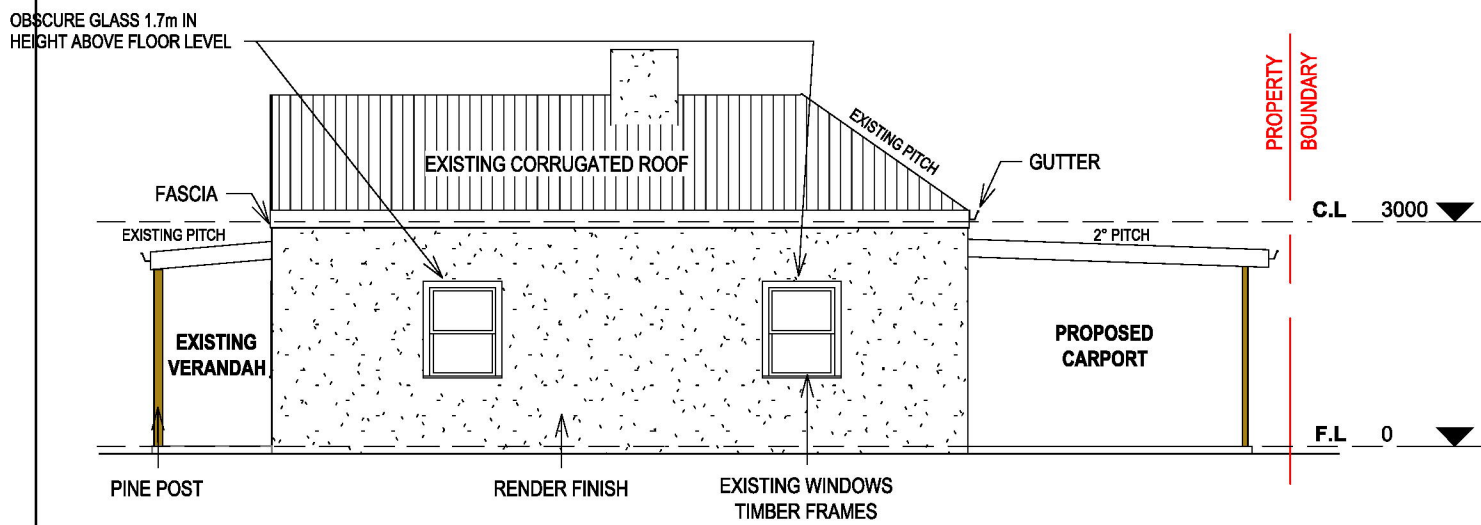 OBSCURE GLASS 1.7m IN
HEIGHT ABOVE FLOOR LEVEL
PROPERTY
BOUNDARY
EXISTING PITCH
EXISTING CORRUGATED ROOF
GUTTER
FASCIA
C.L 3000
EXISTING PITCH
2° PITCH
EXISTING
VERANDAH
PROPOSED
CARPORT
F.L 0
PINE POST
RENDER FINISH
EXISTING WINDOWS
TIMBER FRAMES